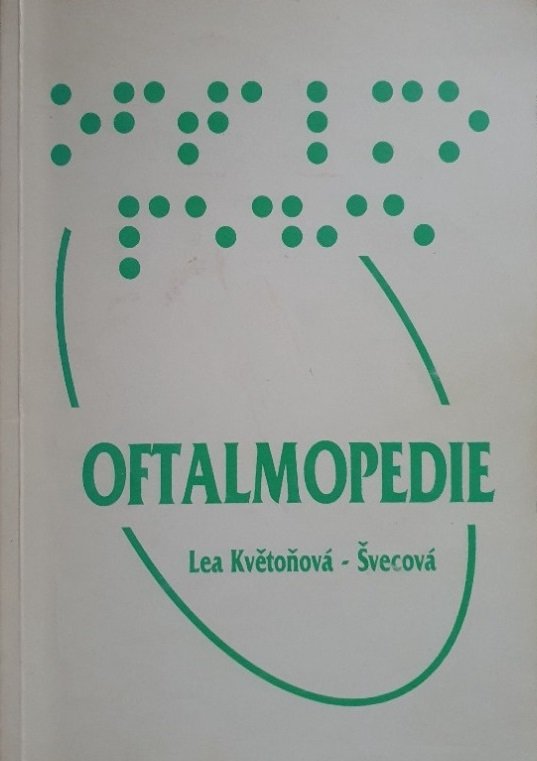 ⠕⠋⠞⠁⠇⠍⠕
⠏⠑⠙⠊⠑
OFTALMOPEDIE
Lea Květoňová - Švecová